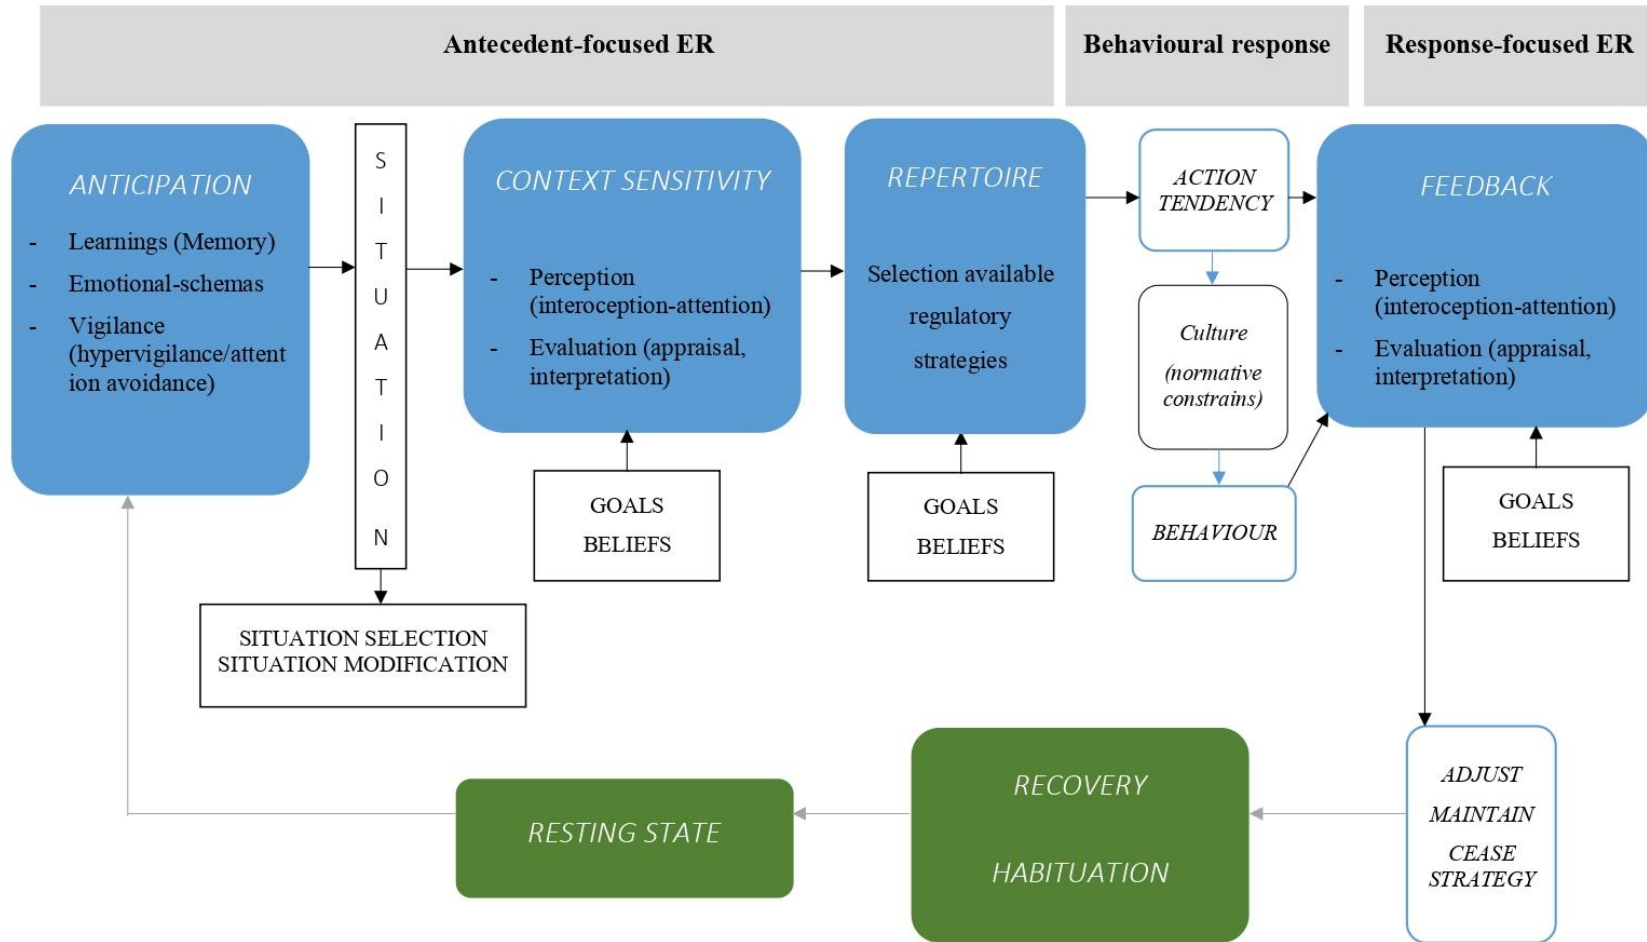 Antecedent-focused ER
Behavioural response
Response-focused ER
ANTICIPATION
- Learnings (Memory)
- Emotional-schemas
- Vigilance
(hypervigilance/attent
ion avoidance)
SITUATION
SITUATION SELECTION
SITUATION MODIFICATION
CONTEXT SENSITIVITY
- Perception
(interoception-attention)
- Evaluation (appraisal,
interpretation)
GOALS
BELIEFS
REPERTOIRE
Selection available
regulatory
strategies
GOALS
BELIEFS
ACTION
TENDENCY
Culture
(normative
constrains)
BEHAVIOUR
FEEDBACK
- Perception
(interoception-attention)
- Evaluation (appraisal,
interpretation)
GOALS
BELIEFS
ADJUST
MAINTAIN
CEASE
STRATEGY
RECOVERY
HABITUATION
RESTING STATE